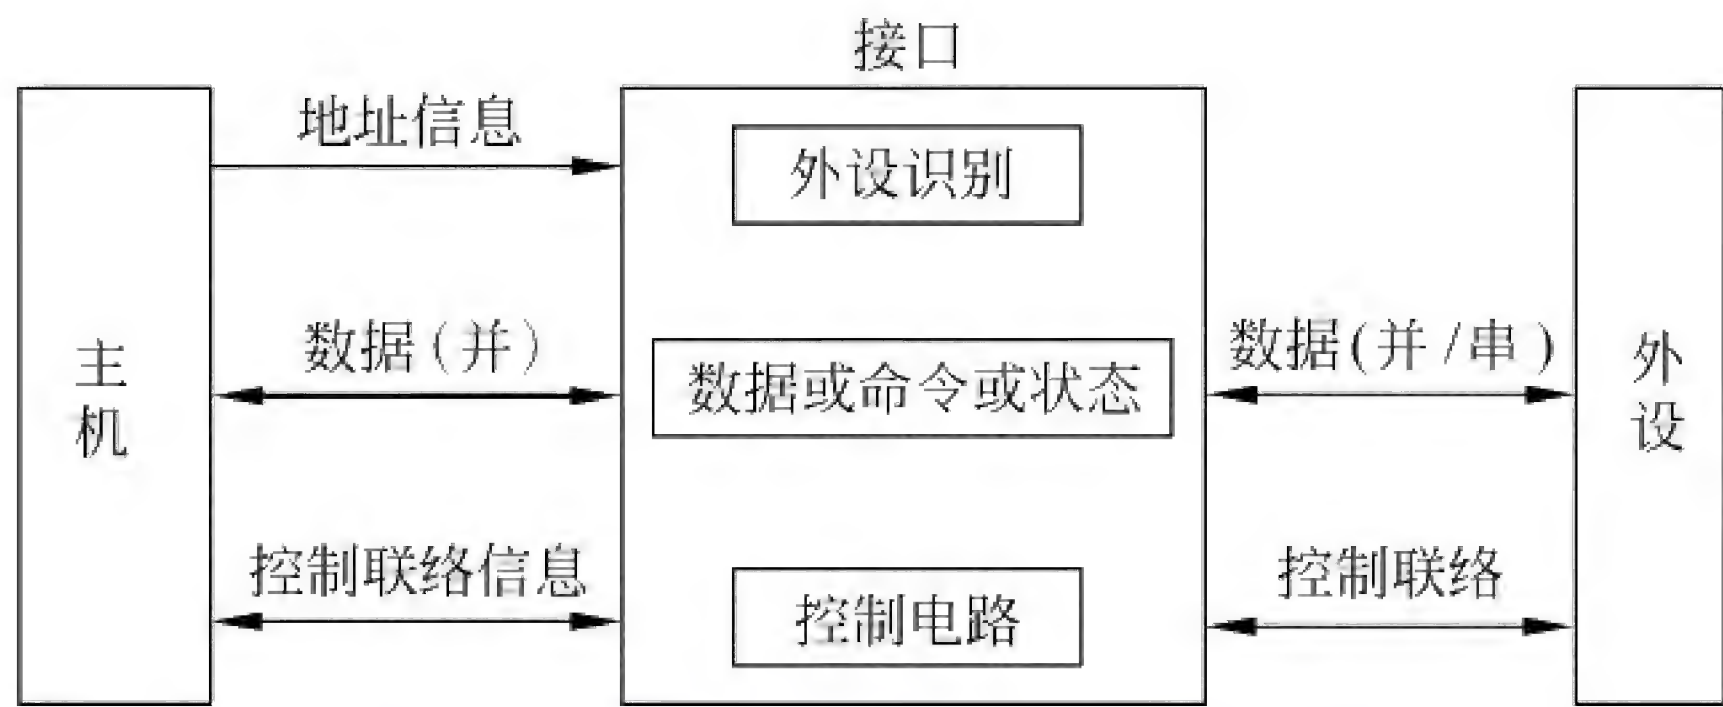 接口
地址信息
外设识别
主机
数据(并)
数据或命令或状态
数据(并/串)
外设
控制联络信息
控制电路
控制联络